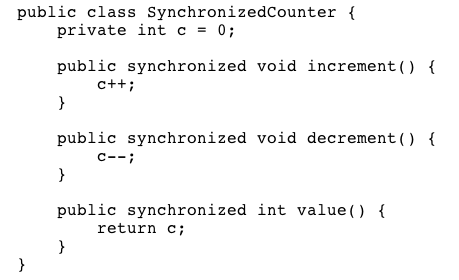 public class SynchronizedCounter {
    private int c = 0;

    public synchronized void increment() {
        c++;
    }

    public synchronized void decrement() {
        c--;
    }

    public synchronized int value() {
        return c;
    }
}